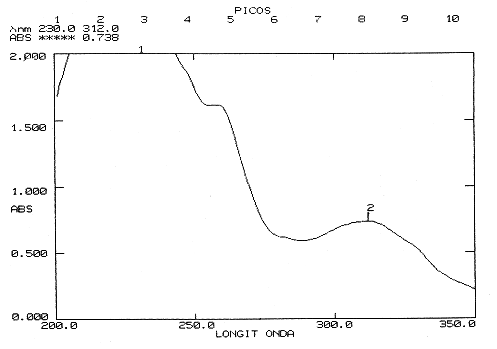 PICOS
1 2 3 4 5 6 7 8 9 10
λnm 230.0 312.0
ABS ***** 0.738
1
2.000
1.500
1.000
2
ABS
0.500
0.000
200.0 250.0 300.0 350.0
LONGIT ONDA